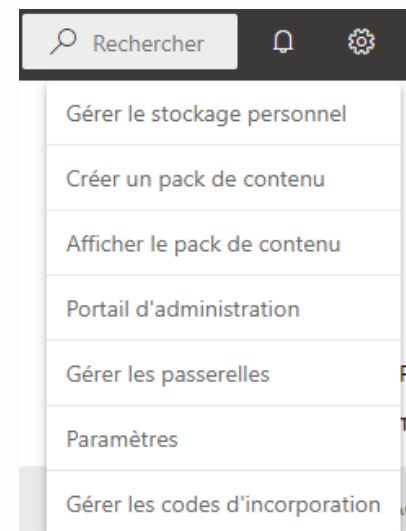 Rechercher
Gérer le stockage personnel
Créer un pack de contenu
Afficher le pack de contenu
Portail d'administration
Gérer les passerelles
Paramètres
Gérer les codes d'incorporation